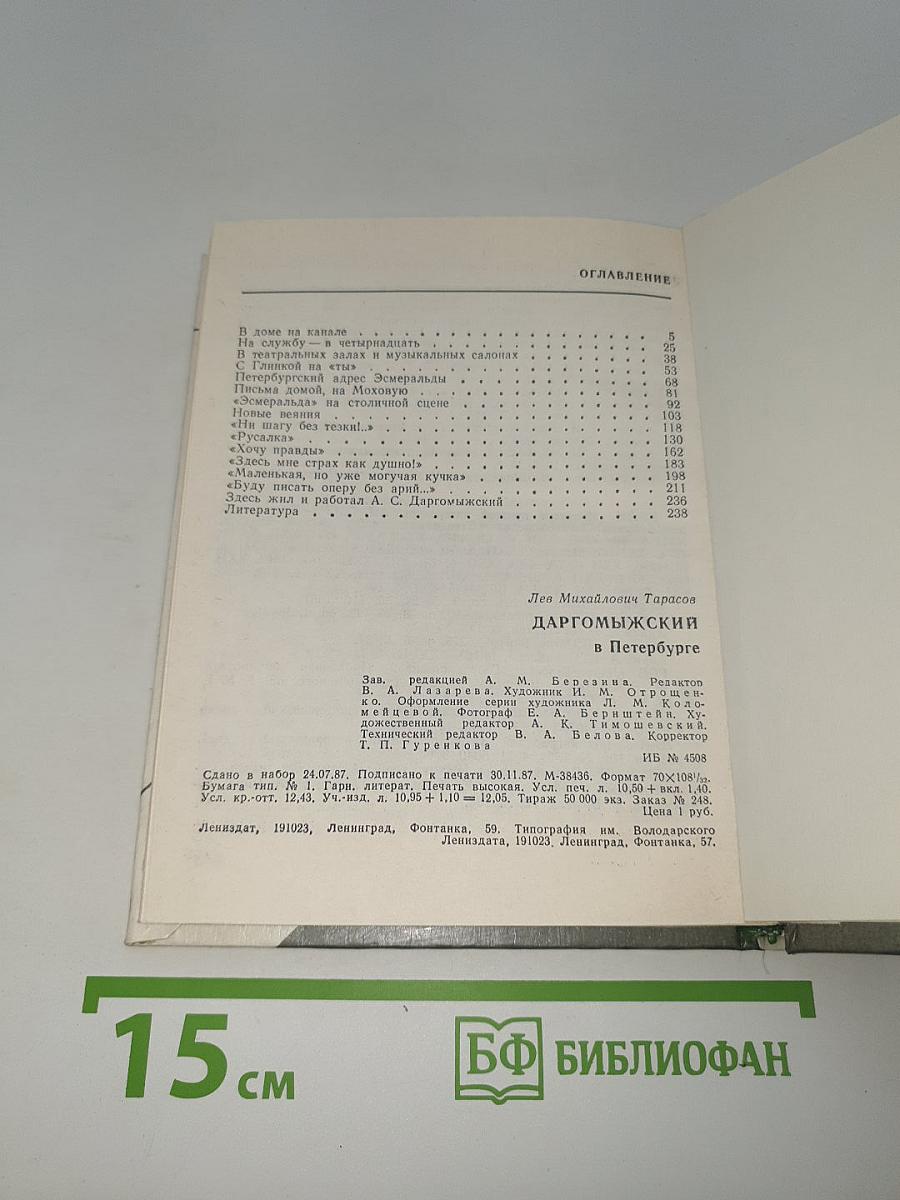 ОГЛАВЛЕНИЕ
В доме на канале . . . . . . . . . . . . . . . . . . 5
На службу — в четырнадцать . . . . . . . . . . . . . . 25
В театральных залах и музыкальных салонах . . . . . . . . 38
С Глинкой на «ты» . . . . . . . . . . . . . . . . . 53
Петербургский адрес Эсмеральды . . . . . . . . . . . . 68
Письма домой, на Моховую . . . . . . . . . . . . . . 81
«Эсмеральда» на столичной сцене . . . . . . . . . . . . 92
Новые веяния . . . . . . . . . . . . . . . . . . . 103
«Ни шагу без тезки!..» . . . . . . . . . . . . . . . . 118
«Русалка» . . . . . . . . . . . . . . . . . . . . 130
«Хочу правды» . . . . . . . . . . . . . . . . . . . 162
«Здесь мне страх как душно!» . . . . . . . . . . . . . 183
«Маленькая, но уже могучая кучка» . . . . . . . . . . . 198
«Буду писать оперу без арий...» . . . . . . . . . . . . 211
Здесь жил и работал А. С. Даргомыжский . . . . . . . . . 236
Литература . . . . . . . . . . . . . . . . . . . . 238
Лев Михайлович Тарасов
ДАРГОМЫЖСКИЙ
в Петербурге
Зав. редакцией А. М. Березина. Редактор
В. А. Лазарева. Художник И. М. Отрощен-
ко. Оформление серии художника Л. М. Коло-
мейцевой. Фотограф Е. А. Бернштейн. Ху-
дожественный редактор А. К. Тимошевский.
Технический редактор В. А. Белова. Корректор
Т. П. Гуренкова
ИБ № 4508
Сдано в набор 24.07.87. Подписано к печати 30.11.87. М-38436. Формат 70×108¹/₃₂.
Бумага тип. № 1. Гарн. литерат. Печать высокая. Усл. печ. л. 10,50 + вкл. 1,40.
Усл. кр.-отт. 12,43. Уч.-изд. л. 10,95 + 1,10 = 12,05. Тираж 50 000 экз. Заказ № 248.
Цена 1 руб.
Лениздат, 191023, Ленинград, Фонтанка, 59. Типография им. Володарского
Лениздата, 191023, Ленинград, Фонтанка, 57.
15 см
БФ БИБЛИОФАН